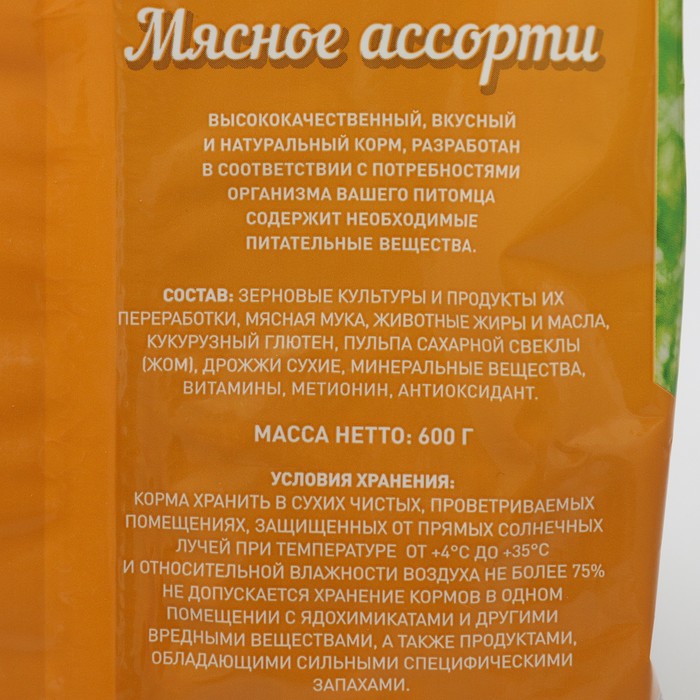 Мясное ассорти
ВЫСОКОКАЧЕСТВЕННЫЙ, ВКУСНЫЙ
И НАТУРАЛЬНЫЙ КОРМ, РАЗРАБОТАН
В СООТВЕТСТВИИ С ПОТРЕБНОСТЯМИ
ОРГАНИЗМА ВАШЕГО ПИТОМЦА
СОДЕРЖИТ НЕОБХОДИМЫЕ
ПИТАТЕЛЬНЫЕ ВЕЩЕСТВА.
СОСТАВ: ЗЕРНОВЫЕ КУЛЬТУРЫ И ПРОДУКТЫ ИХ
ПЕРЕРАБОТКИ, МЯСНАЯ МУКА, ЖИВОТНЫЕ ЖИРЫ И МАСЛА,
КУКУРУЗНЫЙ ГЛЮТЕН, ПУЛЬПА САХАРНОЙ СВЕКЛЫ
(ЖОМ), ДРОЖЖИ СУХИЕ, МИНЕРАЛЬНЫЕ ВЕЩЕСТВА,
ВИТАМИНЫ, МЕТИОНИН, АНТИОКСИДАНТ.
МАССА НЕТТО: 600 Г
УСЛОВИЯ ХРАНЕНИЯ:
КОРМА ХРАНИТЬ В СУХИХ ЧИСТЫХ, ПРОВЕТРИВАЕМЫХ
ПОМЕЩЕНИЯХ, ЗАЩИЩЕННЫХ ОТ ПРЯМЫХ СОЛНЕЧНЫХ
ЛУЧЕЙ ПРИ ТЕМПЕРАТУРЕ ОТ +4°С ДО +35°С
И ОТНОСИТЕЛЬНОЙ ВЛАЖНОСТИ ВОЗДУХА НЕ БОЛЕЕ 75%
НЕ ДОПУСКАЕТСЯ ХРАНЕНИЕ КОРМОВ В ОДНОМ
ПОМЕЩЕНИИ С ЯДОХИМИКАТАМИ И ДРУГИМИ
ВРЕДНЫМИ ВЕЩЕСТВАМИ, А ТАКЖЕ ПРОДУКТАМИ,
ОБЛАДАЮЩИМИ СИЛЬНЫМИ СПЕЦИФИЧЕСКИМИ
ЗАПАХАМИ.